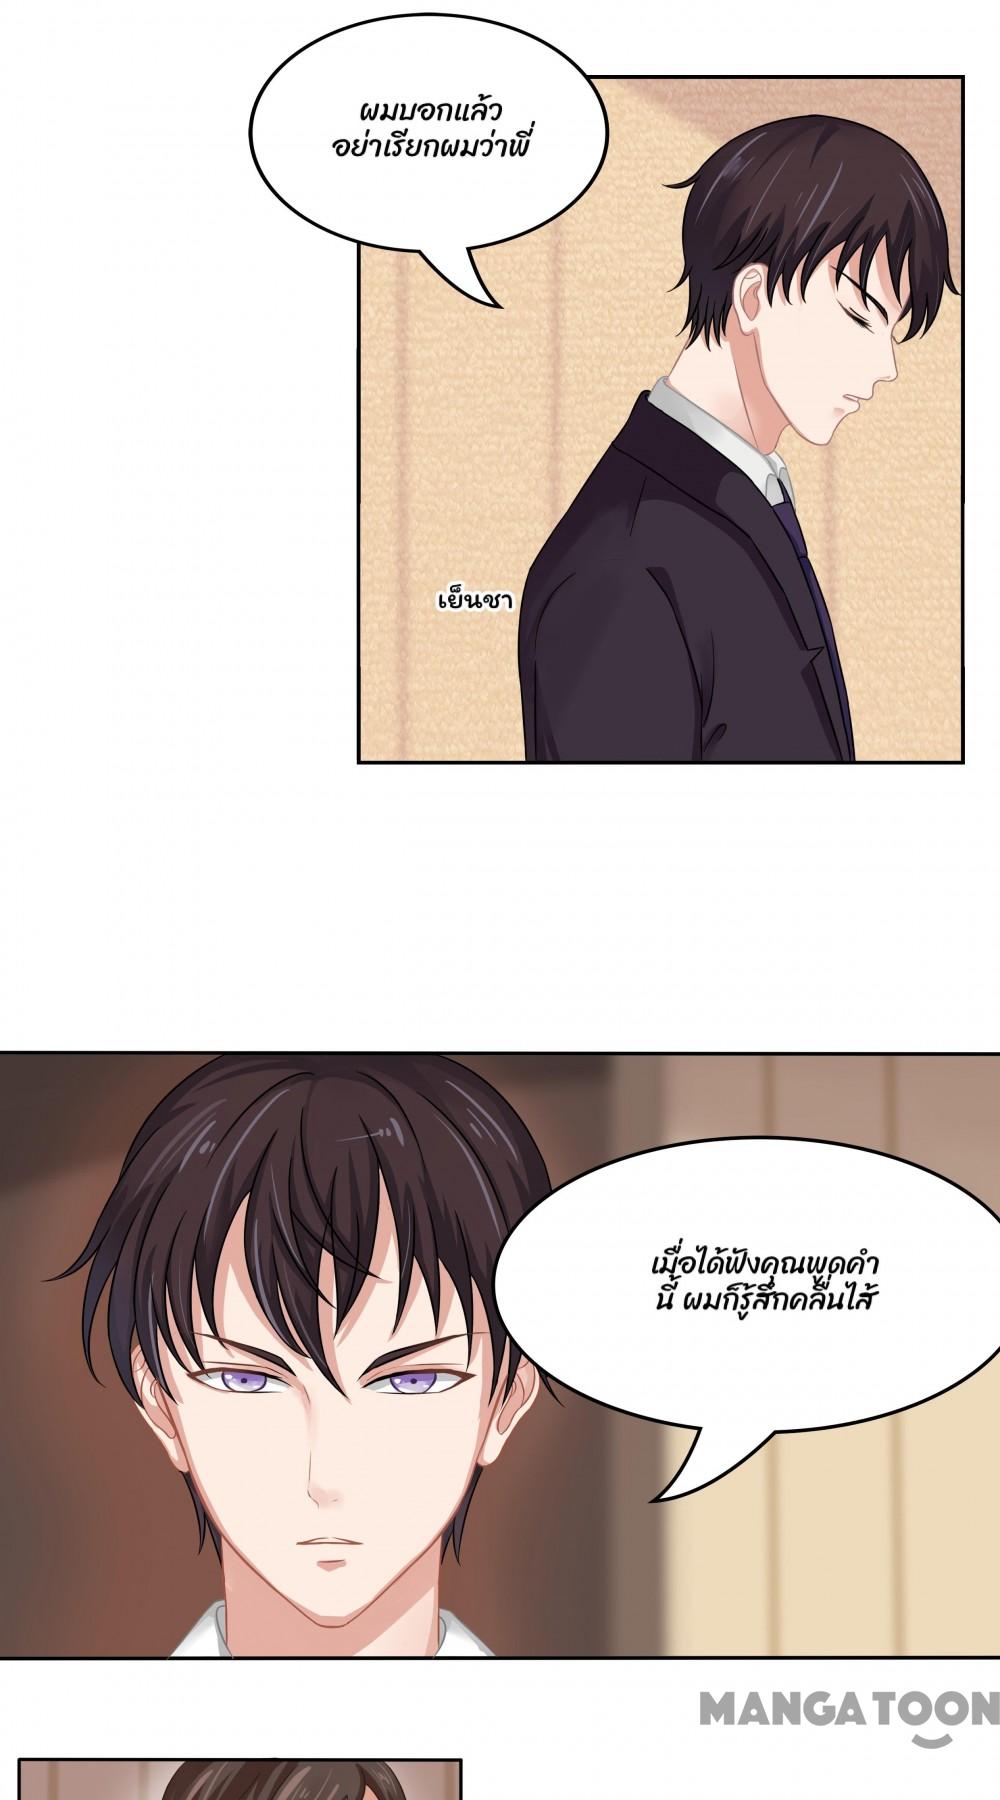 ผมบอกแล้ว
อย่าเรียกผมว่าพี่
เย็นชา
เมื่อได้ฟังคุณพูดคำ
นี้ ผมก็รู้สึกคลื่นไส้
MANGATOON